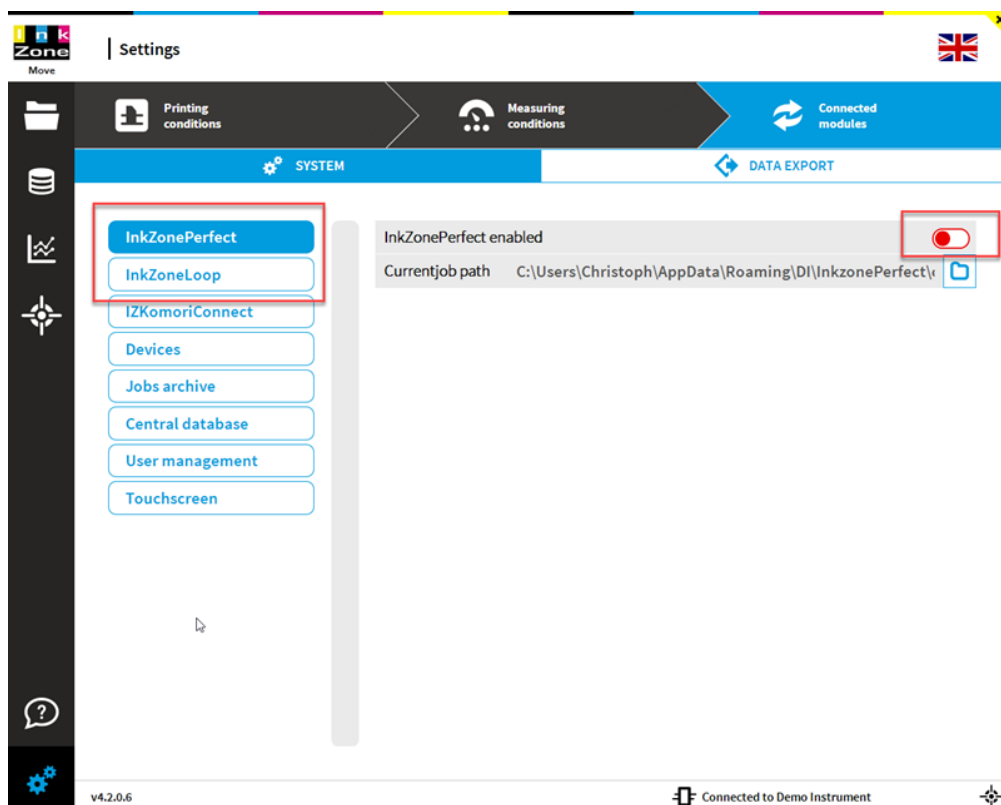 Ink
Zone
Move
Settings
Printing
conditions
Measuring
conditions
Connected
modules
SYSTEM
DATA EXPORT
InkZonePerfect
InkZoneLoop
IZKomoriConnect
Devices
Jobs archive
Central database
User management
Touchscreen
InkZonePerfect enabled
Currentjob path C:\Users\Christoph\AppData\Roaming\DI\InkzonePerfect\
?
v4.2.0.6
Connected to Demo Instrument